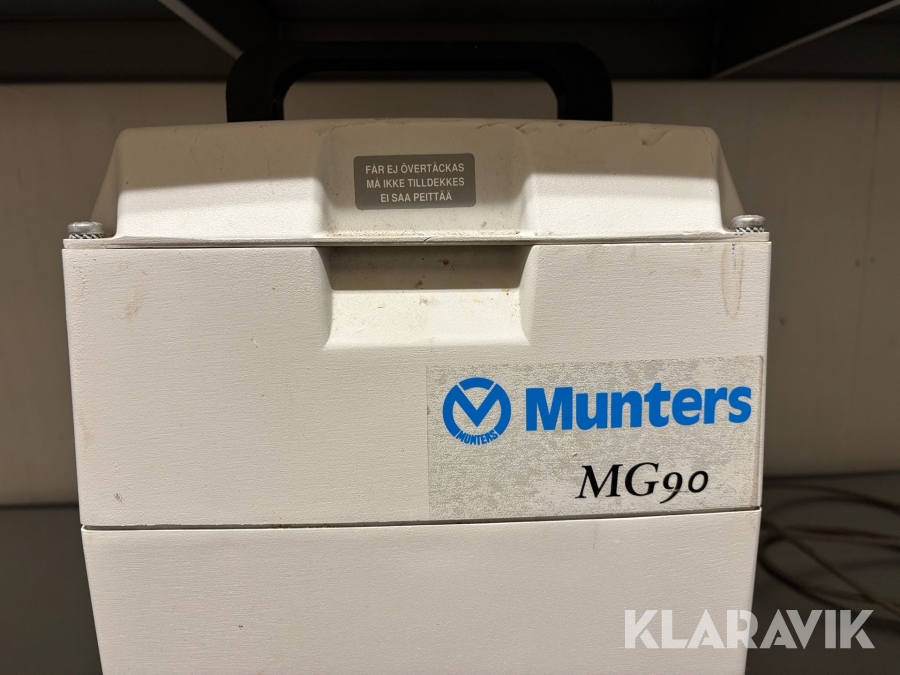 FÅR EJ ÖVERTÄCKAS
MÅ IKKE TILLDEKKES
EI SAA PEITTÄÄ
MUNTERS
Munters
MG90
KLARAVIK